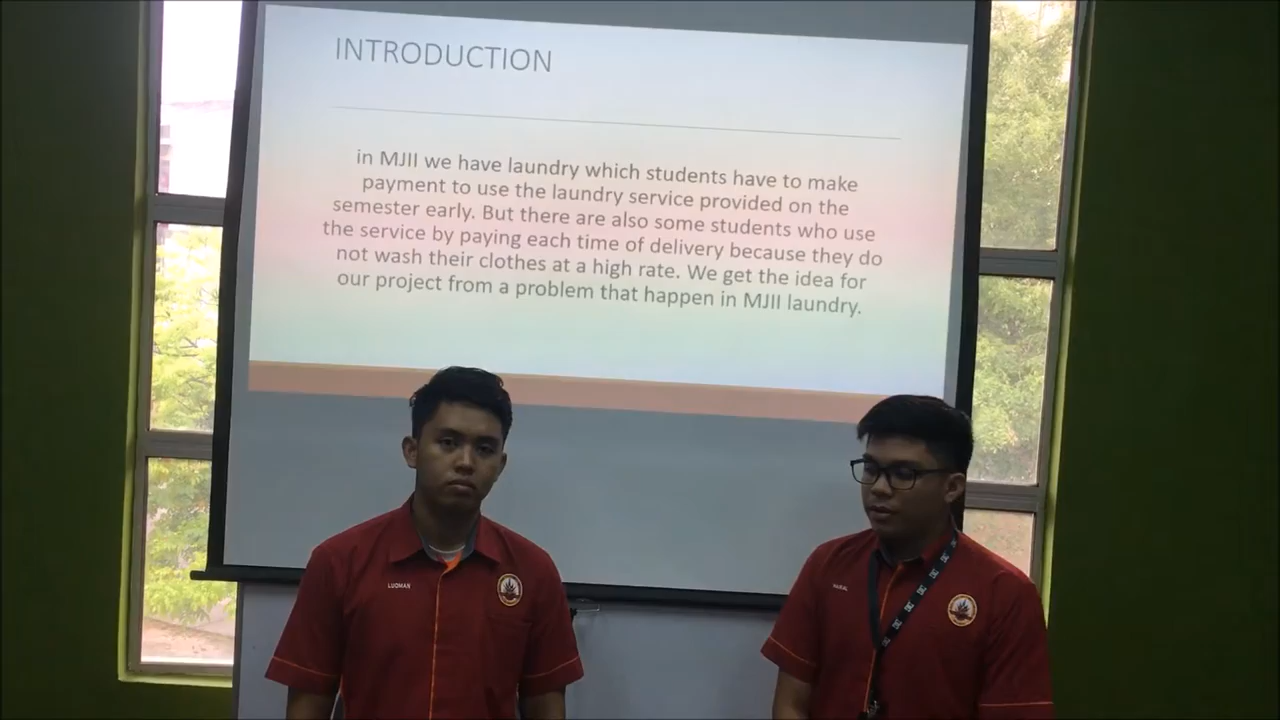 INTRODUCTION
in MJII we have laundry which students have to make
payment to use the laundry service provided on the
semester early. But there are also some students who use
the service by paying each time of delivery because they do
not wash their clothes at a high rate. We get the idea for
our project from a problem that happen in MJII laundry.
LUQMAN